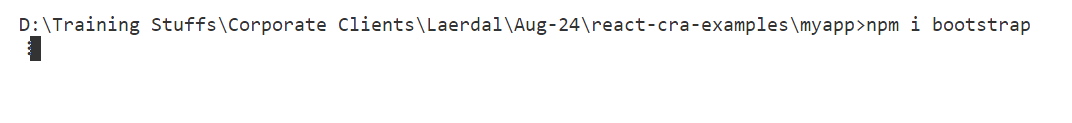 D:\Training Stuffs\Corporate Clients\Laerdal\Aug-24\react-cra-examples\myapp>npm i bootstrap